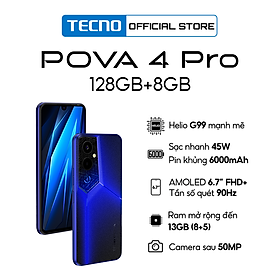 TECNO OFFICIAL STORE
POVA 4 Pro
128GB+8GB
Helio G99 mạnh mẽ
Sạc nhanh 45W
6000
Pin khủng 6000mAh
AMOLED 6.7" FHD+
6.7"
Tần số quét 90Hz
Ram mở rộng đến
13GB (8+5)
Camera sau 50MP